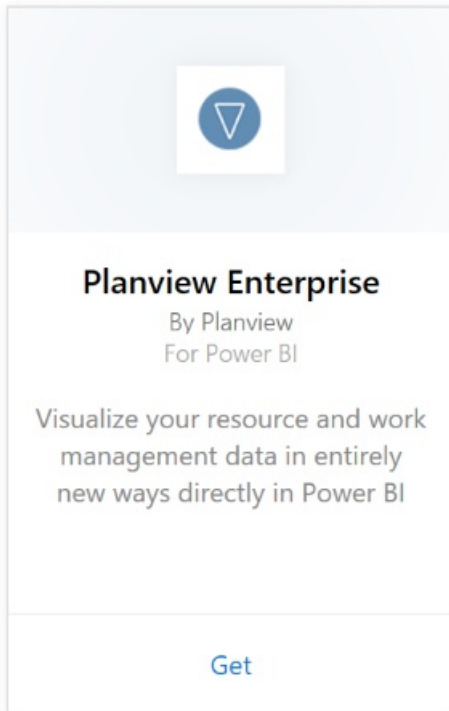 Planview Enterprise
By Planview
For Power BI
Visualize your resource and work
management data in entirely
new ways directly in Power BI
Get